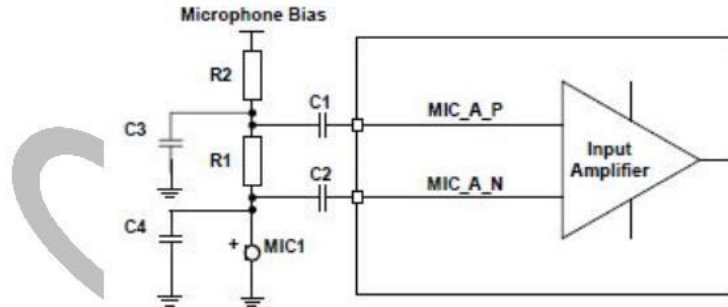 Microphone Bias
R2
C1
C3
MIC_A_P
R1
Input
Amplifier
C2
MIC_A_N
C4
+
MIC1